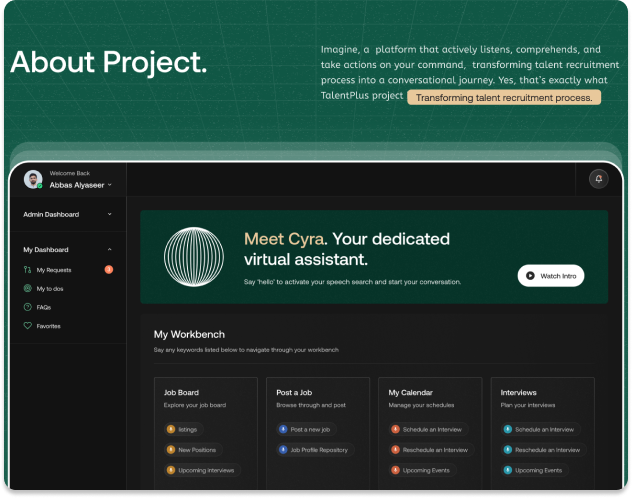 About Project.
Imagine, a platform that actively listens, comprehends, and
take actions on your command, transforming talent recruitment
process into a conversational journey. Yes, that's exactly what
TalentPlus project Transforming talent recruitment process.
Welcome Back
Abbas Alyaseer
Admin Dashboard
My Dashboard
My Requests
My to dos
FAQs
Favorites
Meet Cyra. Your dedicated
virtual assistant.
Say 'hello' to activate your speech search and start your conversation.
Watch Intro
My Workbench
Say any keywords listed below to navigate through your workbench
Job Board
Explore your job board
listings
New Positions
Upcoming interviews
Post a Job
Browse through and post
Post a new job
Job Profile Repository
My Calendar
Manage your schedules
Schedule an Interview
Reschedule an Interview
Upcoming Events
Interviews
Plan your interviews
Schedule an Interview
Reschedule an Interview
Upcoming Events